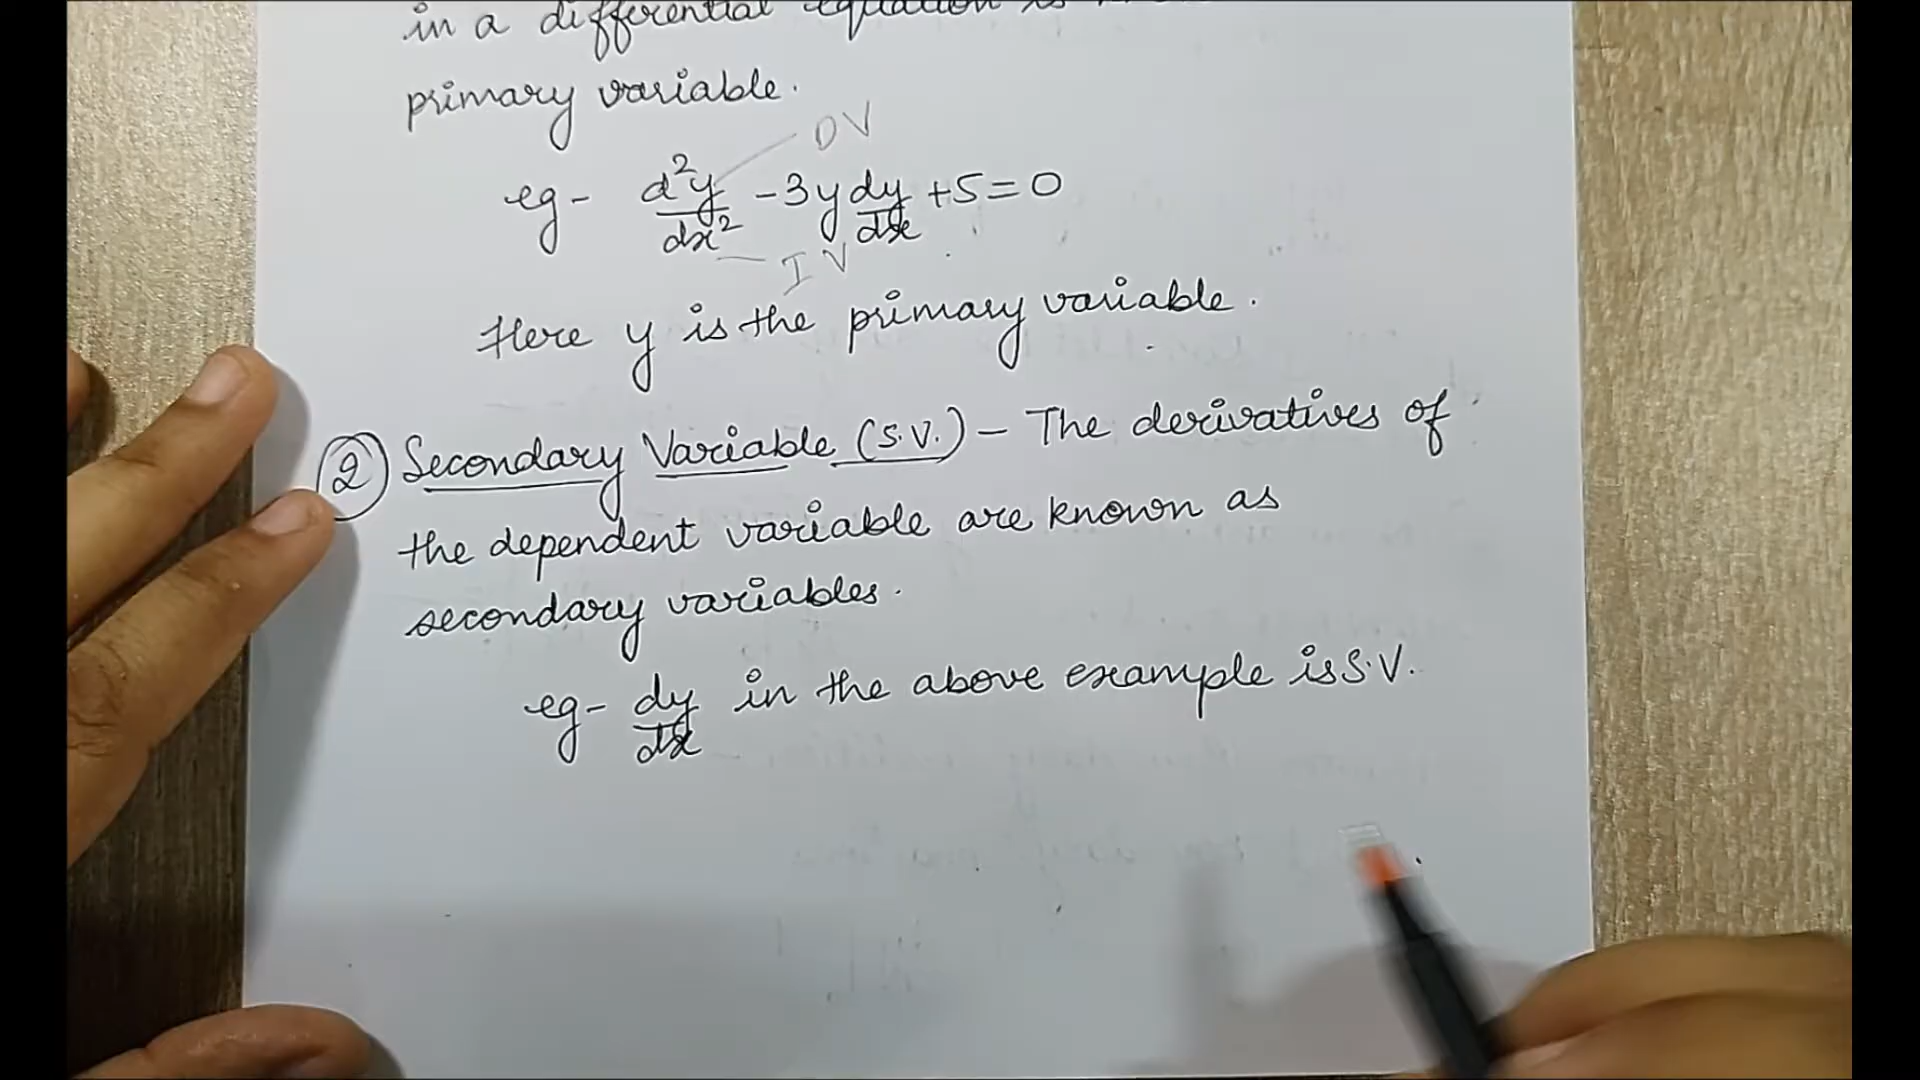 in a differential equation is
primary variable.
DV
eg- d²y/dx² - 3y dy/dx + 5 = 0
IV
Here y is the primary variable.
② Secondary Variable (S.V.) - The derivatives of
the dependent variable are known as
secondary variables.
eg- dy/dx in the above example is S.V.